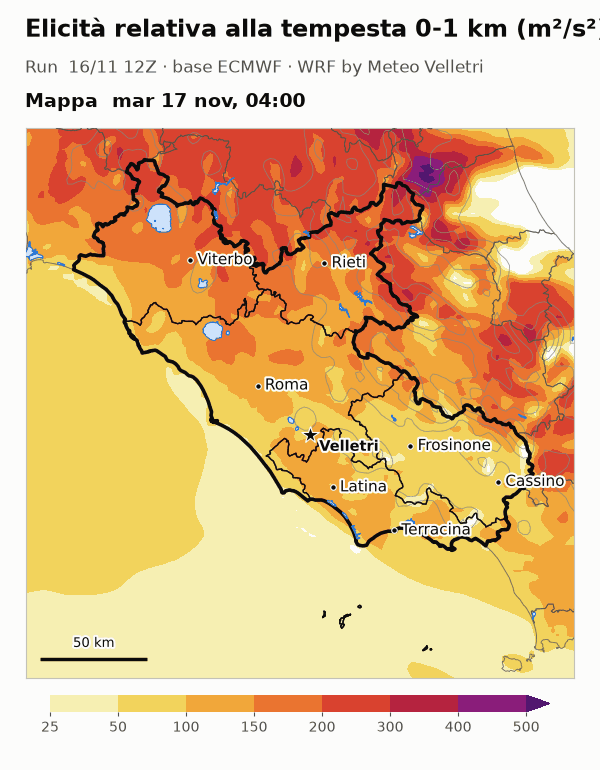 Elicità relativa alla tempesta 0-1 km (m²/s²)
Run 16/11 12Z · base ECMWF · WRF by Meteo Velletri
Mappa mar 17 nov, 04:00
Viterbo
Rieti
Roma
Velletri
Frosinone
Latina
Cassino
Terracina
50 km
25 50 100 150 200 300 400 500